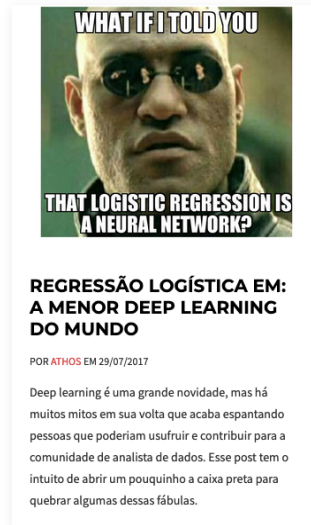 WHAT IF I TOLD YOU
THAT LOGISTIC REGRESSION IS
A NEURAL NETWORK?
REGRESSÃO LOGÍSTICA EM:
A MENOR DEEP LEARNING
DO MUNDO
POR ATHOS EM 29/07/2017
Deep learning é uma grande novidade, mas há
muitos mitos em sua volta que acaba espantando
pessoas que poderiam usufruir e contribuir para a
comunidade de analista de dados. Esse post tem o
intuito de abrir um pouquinho a caixa preta para
quebrar algumas dessas fábulas.